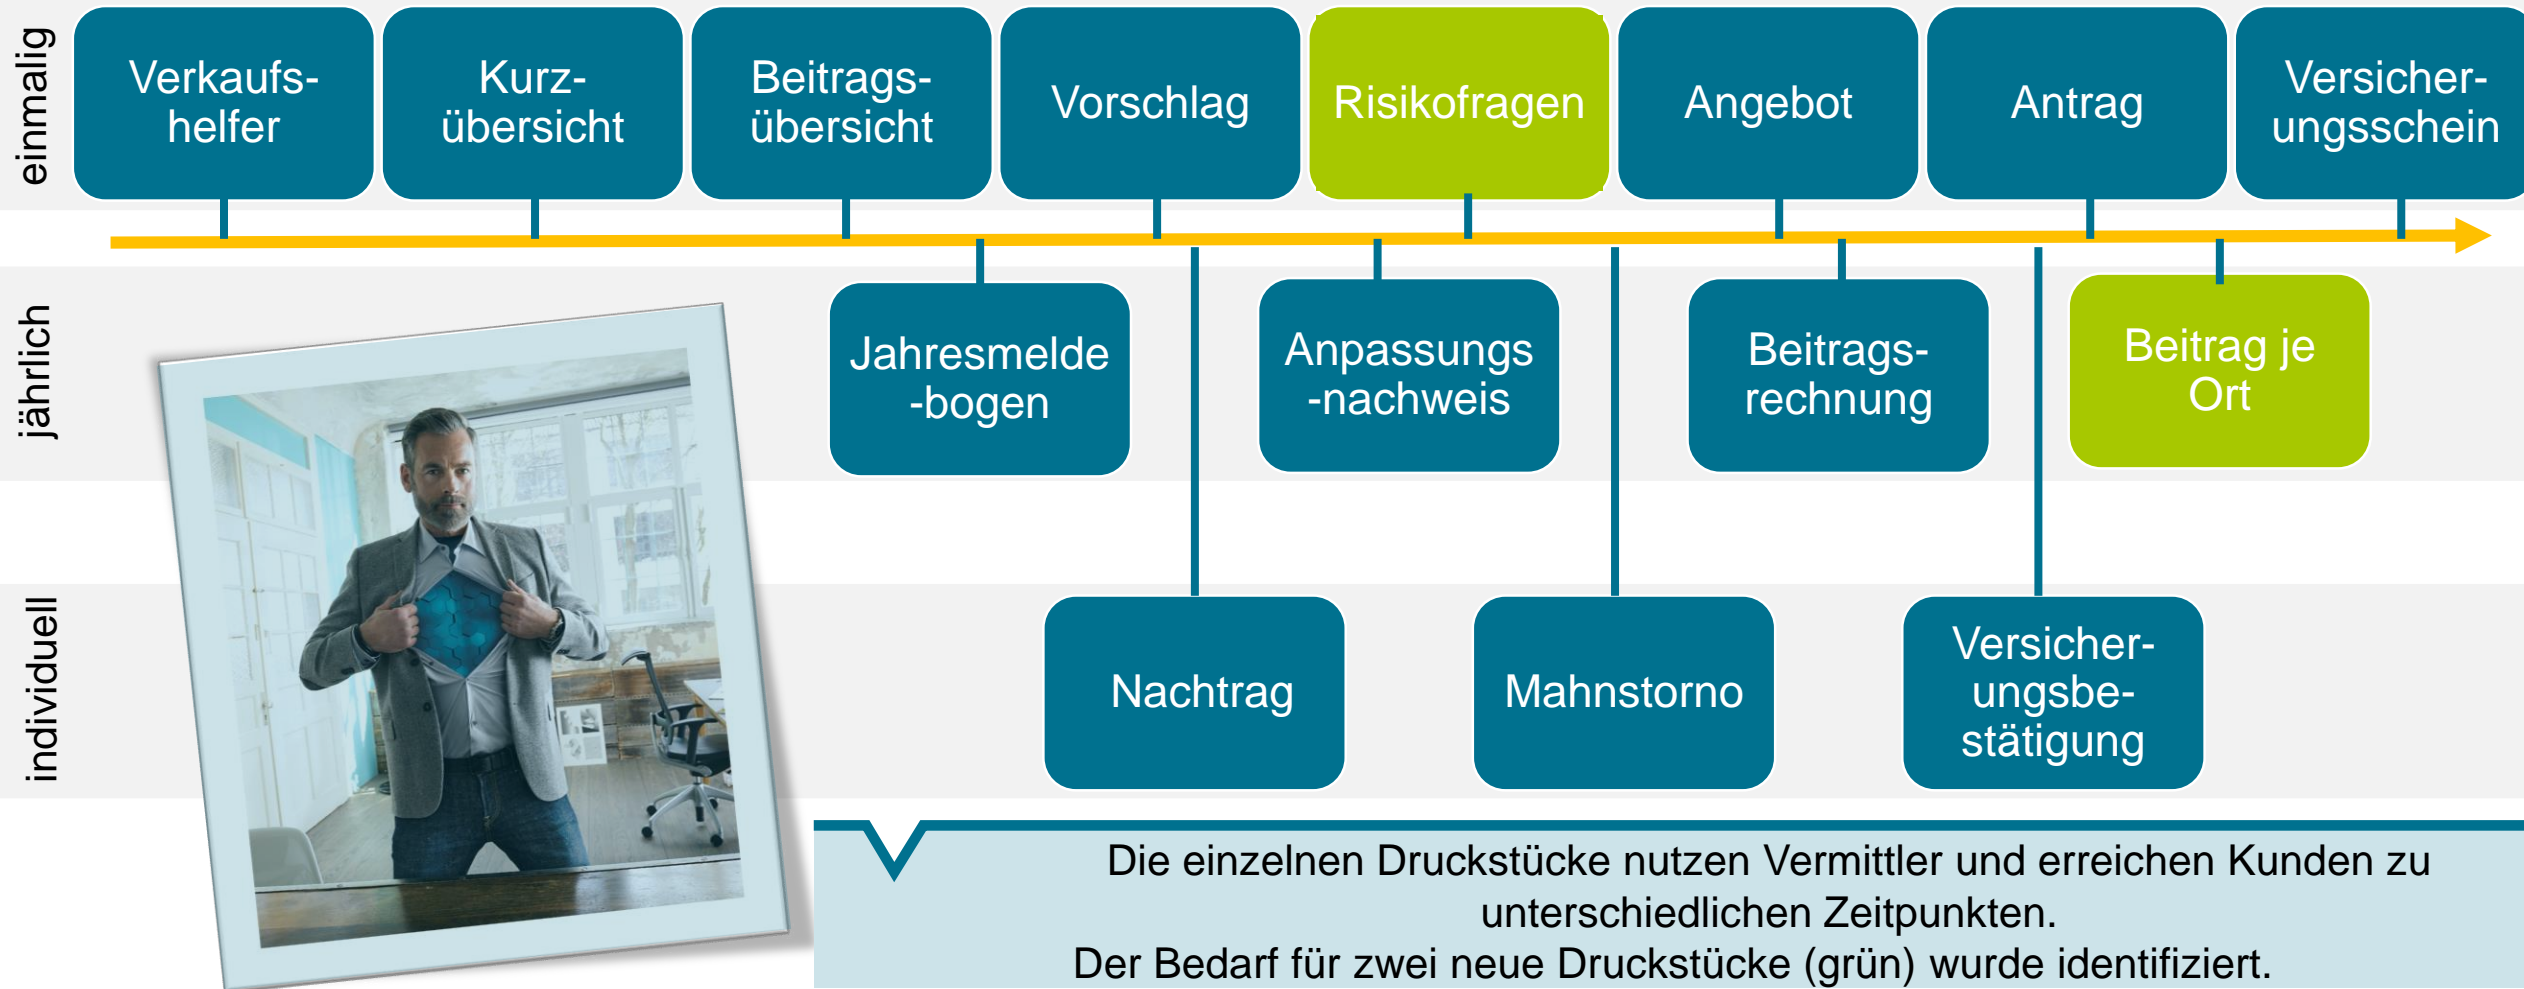 einmalig
Verkaufs-
helfer
Kurz-
übersicht
Beitrags-
übersicht
Vorschlag
Risikofragen
Angebot
Antrag
Versicher-
ungsschein
jährlich
Jahresmelde
-bogen
Anpassungs
-nachweis
Beitrags-
rechnung
Beitrag je
Ort
individuell
Nachtrag
Mahnstorno
Versicher-
ungsbe-
stätigung
Die einzelnen Druckstücke nutzen Vermittler und erreichen Kunden zu
unterschiedlichen Zeitpunkten.
Der Bedarf für zwei neue Druckstücke (grün) wurde identifiziert.